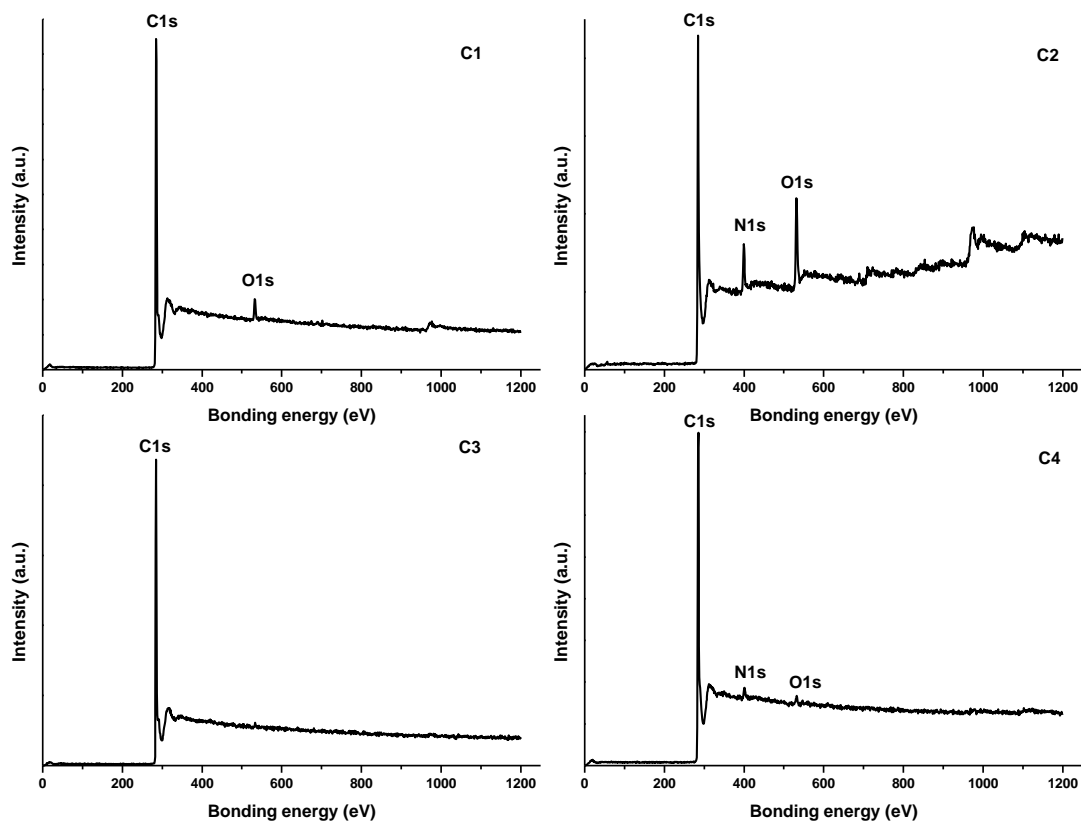 C1s
C1
O1s
Intensity (a.u.)
0 200 400 600 800 1000 1200
Bonding energy (eV)
C1s
C2
O1s
N1s
Intensity (a.u.)
0 200 400 600 800 1000 1200
Bonding energy (eV)
C1s
C3
Intensity (a.u.)
0 200 400 600 800 1000 1200
Bonding energy (eV)
C1s
C4
N1s
O1s
Intensity (a.u.)
0 200 400 600 800 1000 1200
Bonding energy (eV)